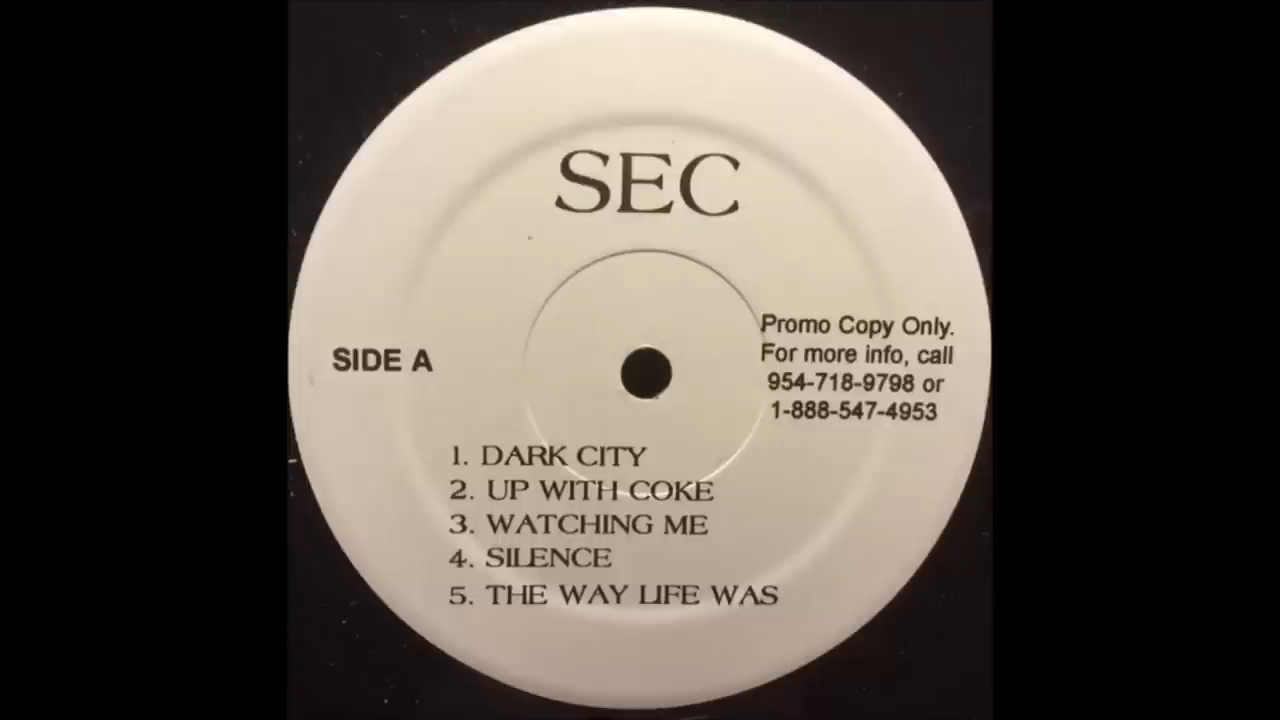 SEC
SIDE A
Promo Copy Only.
For more info, call
954-718-9798 or
1-888-547-4953
1. DARK CITY
2. UP WITH COKE
3. WATCHING ME
4. SILENCE
5. THE WAY LIFE WAS